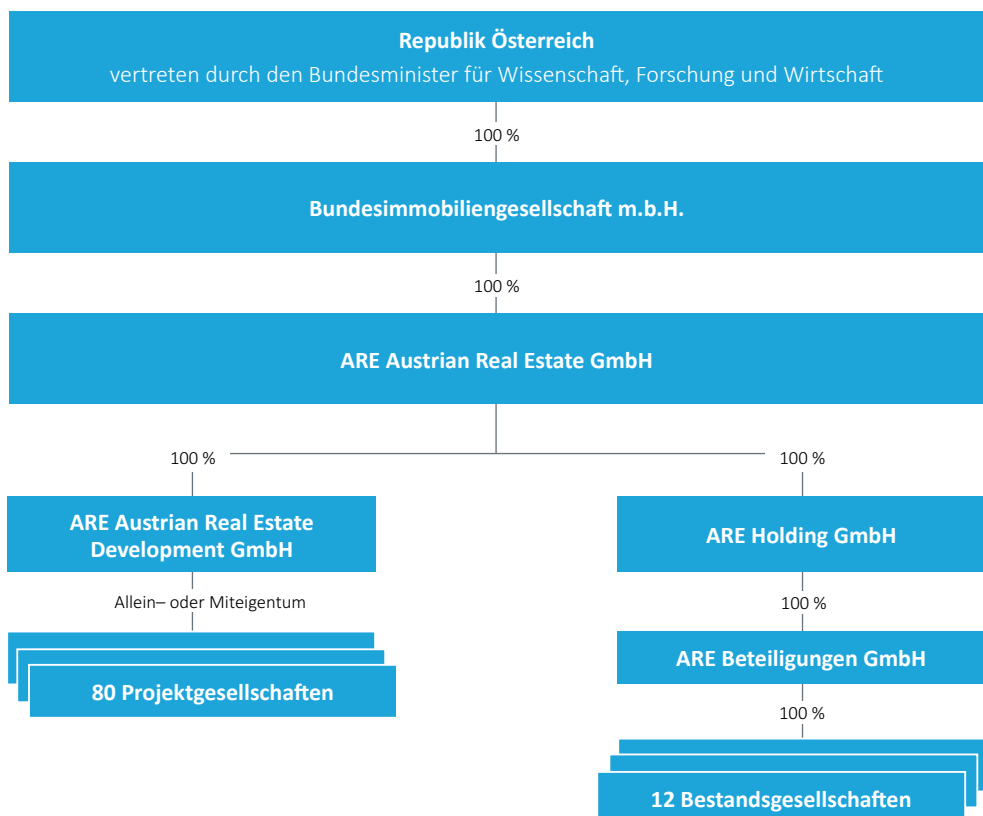 Republik Österreich
vertreten durch den Bundesminister für Wissenschaft, Forschung und Wirtschaft
100 %
Bundesimmobiliengesellschaft m.b.H.
100 %
ARE Austrian Real Estate GmbH
100 %
100 %
ARE Austrian Real Estate
Development GmbH
ARE Holding GmbH
Allein– oder Miteigentum
100 %
80 Projektgesellschaften
ARE Beteiligungen GmbH
100 %
12 Bestandsgesellschaften